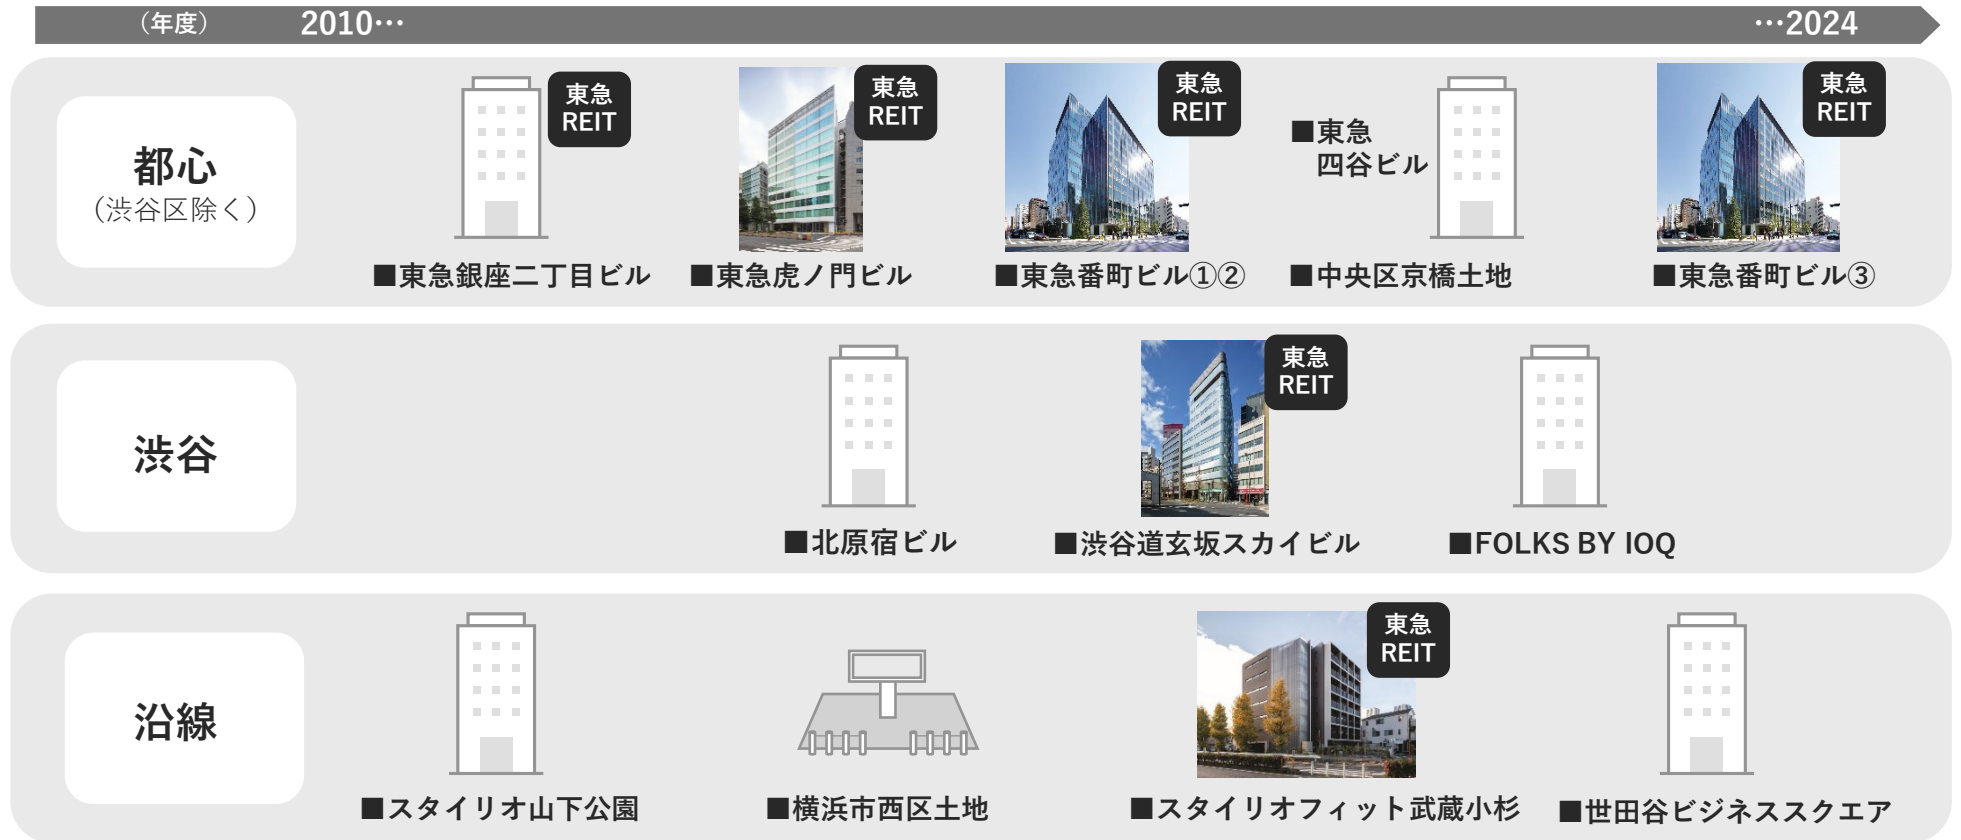 (年度)
2010…
…2024
都心
(渋谷区除く)
東急
REIT
■東急銀座二丁目ビル
東急
REIT
■東急虎ノ門ビル
東急
REIT
■東急番町ビル①②
■東急
四谷ビル
■中央区京橋土地
東急
REIT
■東急番町ビル③
渋谷
■北原宿ビル
東急
REIT
■渋谷道玄坂スカイビル
■FOLKS BY IOQ
沿線
■スタイリオ山下公園
■横浜市西区土地
東急
REIT
■スタイリオフィット武蔵小杉
■世田谷ビジネススクエア